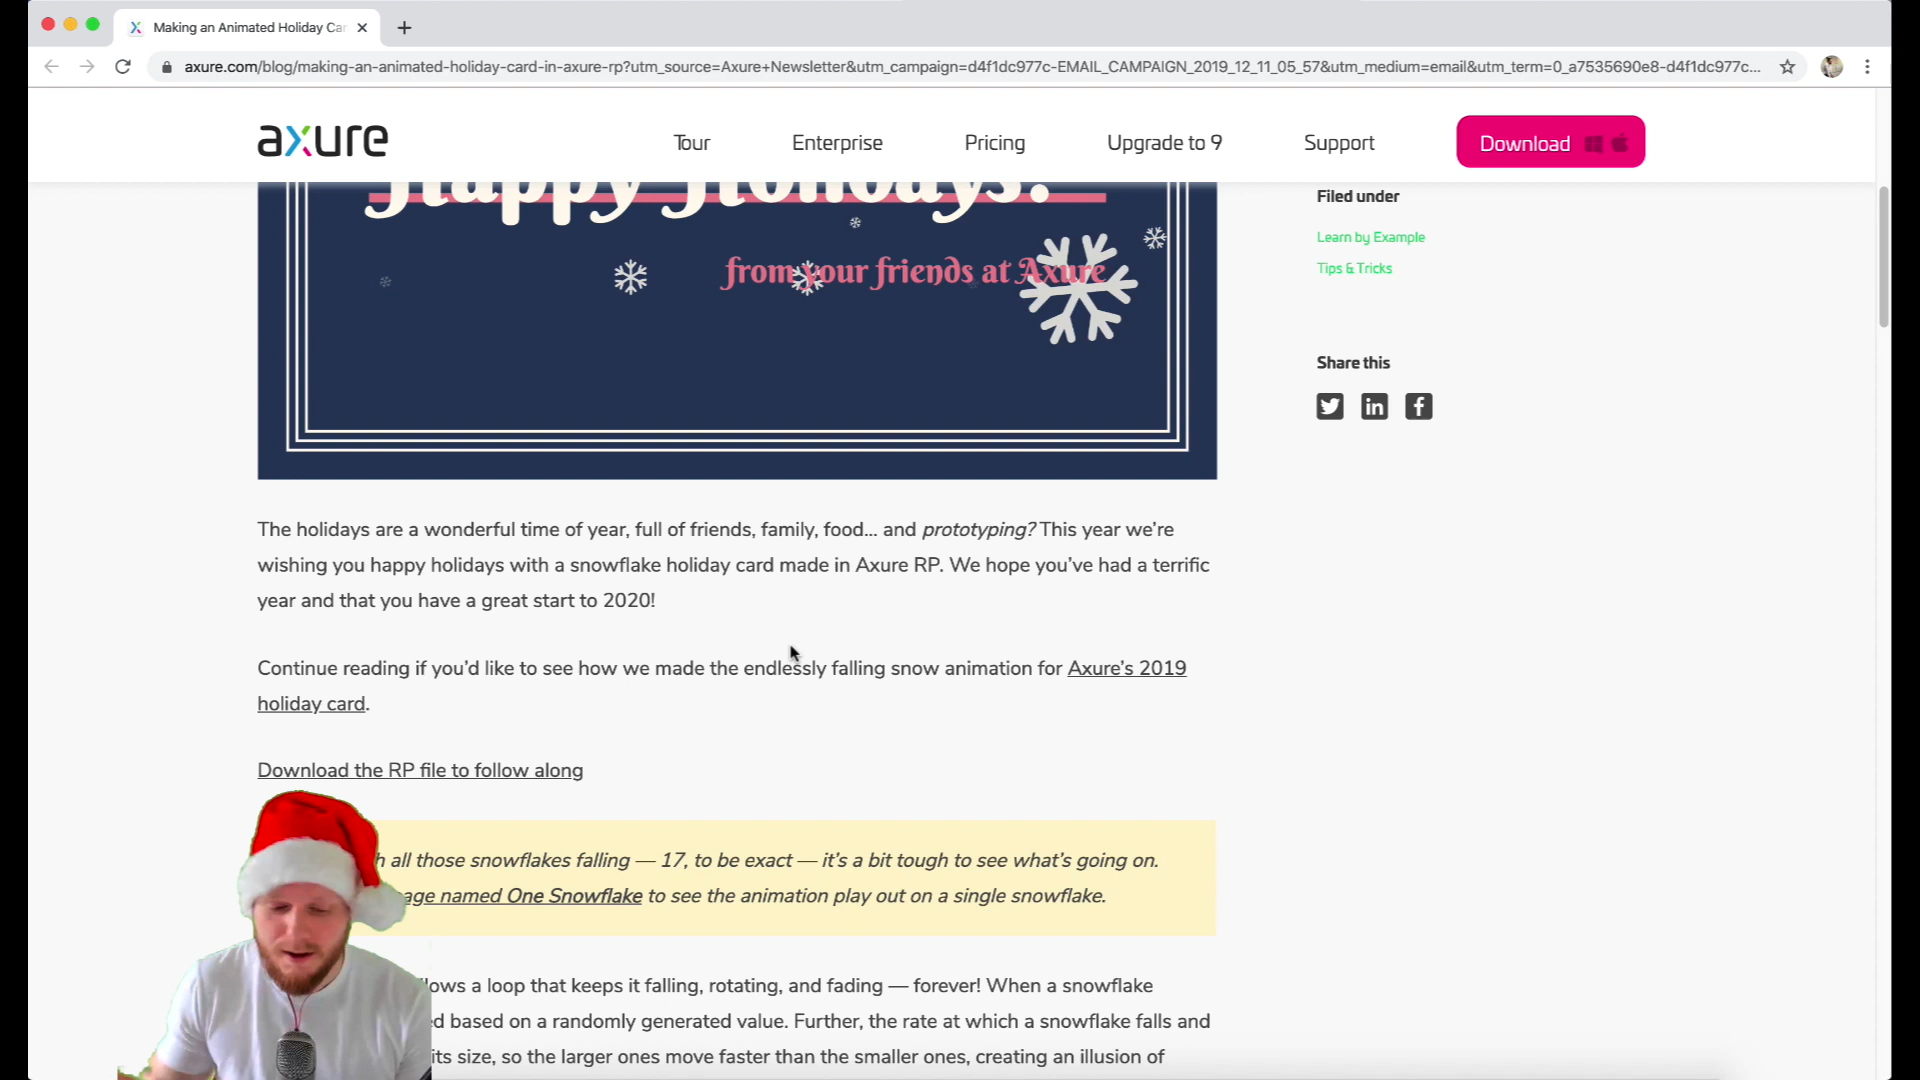 Making an Animated Holiday Car
axure.com/blog/making-an-animated-holiday-card-in-axure-rp?utm_source=Axure+Newsletter&utm_campaign=d4f1dc977c-EMAIL_CAMPAIGN_2019_12_11_05_57&utm_medium=email&utm_term=0_a7535690e8-d4f1dc977c...
axure
Tour
Enterprise
Pricing
Upgrade to 9
Support
Download
Happy Holidays!
from your friends at Axure
Filed under
Learn by Example
Tips & Tricks
Share this
The holidays are a wonderful time of year, full of friends, family, food... and prototyping? This year we're
wishing you happy holidays with a snowflake holiday card made in Axure RP. We hope you've had a terrific
year and that you have a great start to 2020!
Continue reading if you'd like to see how we made the endlessly falling snow animation for Axure's 2019
holiday card.
Download the RP file to follow along
all those snowflakes falling — 17, to be exact — it's a bit tough to see what's going on.
named One Snowflake to see the animation play out on a single snowflake.
a loop that keeps it falling, rotating, and fading — forever! When a snowflake
based on a randomly generated value. Further, the rate at which a snowflake falls and
its size, so the larger ones move faster than the smaller ones, creating an illusion of